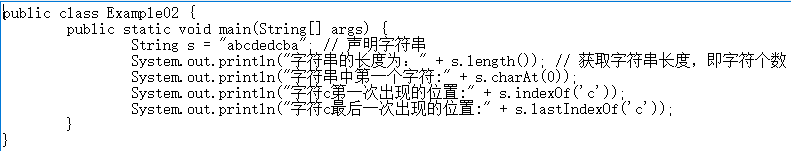 public class Example02 {
public static void main(String[] args) {
String s = "abcdedcba"; // 声明字符串
System.out.println("字符串的长度为：" + s.length()); // 获取字符串长度，即字符个数
System.out.println("字符串中第一个字符:" + s.charAt(0));
System.out.println("字符c第一次出现的位置:" + s.indexOf('c'));
System.out.println("字符c最后一次出现的位置:" + s.lastIndexOf('c'));
}
}